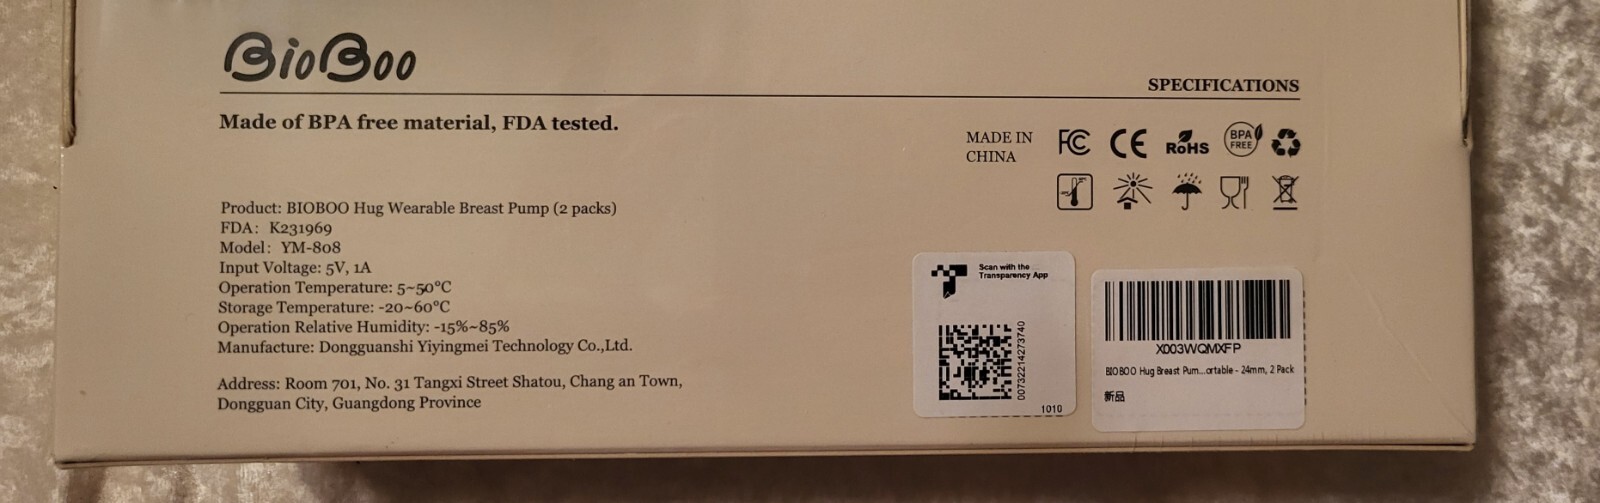 BioBoo
SPECIFICATIONS
Made of BPA free material, FDA tested.
MADE IN
CHINA
FC
CE
RoHS
BPA
FREE
Product: BIOBOO Hug Wearable Breast Pump (2 packs)
FDA: K231969
Model: YM-808
Input Voltage: 5V, 1A
Operation Temperature: 5~50°C
Storage Temperature: -20~60°C
Operation Relative Humidity: -15%~85%
Manufacture: Dongguanshi Yiyingmei Technology Co.,Ltd.
Address: Room 701, No. 31 Tangxi Street Shatou, Chang an Town,
Dongguan City, Guangdong Province
Scan with the
Transparency App
00732214273740
1010
X003WQMXFP
BIOBOO Hug Breast Pum...ortable - 24mm, 2 Pack
新品